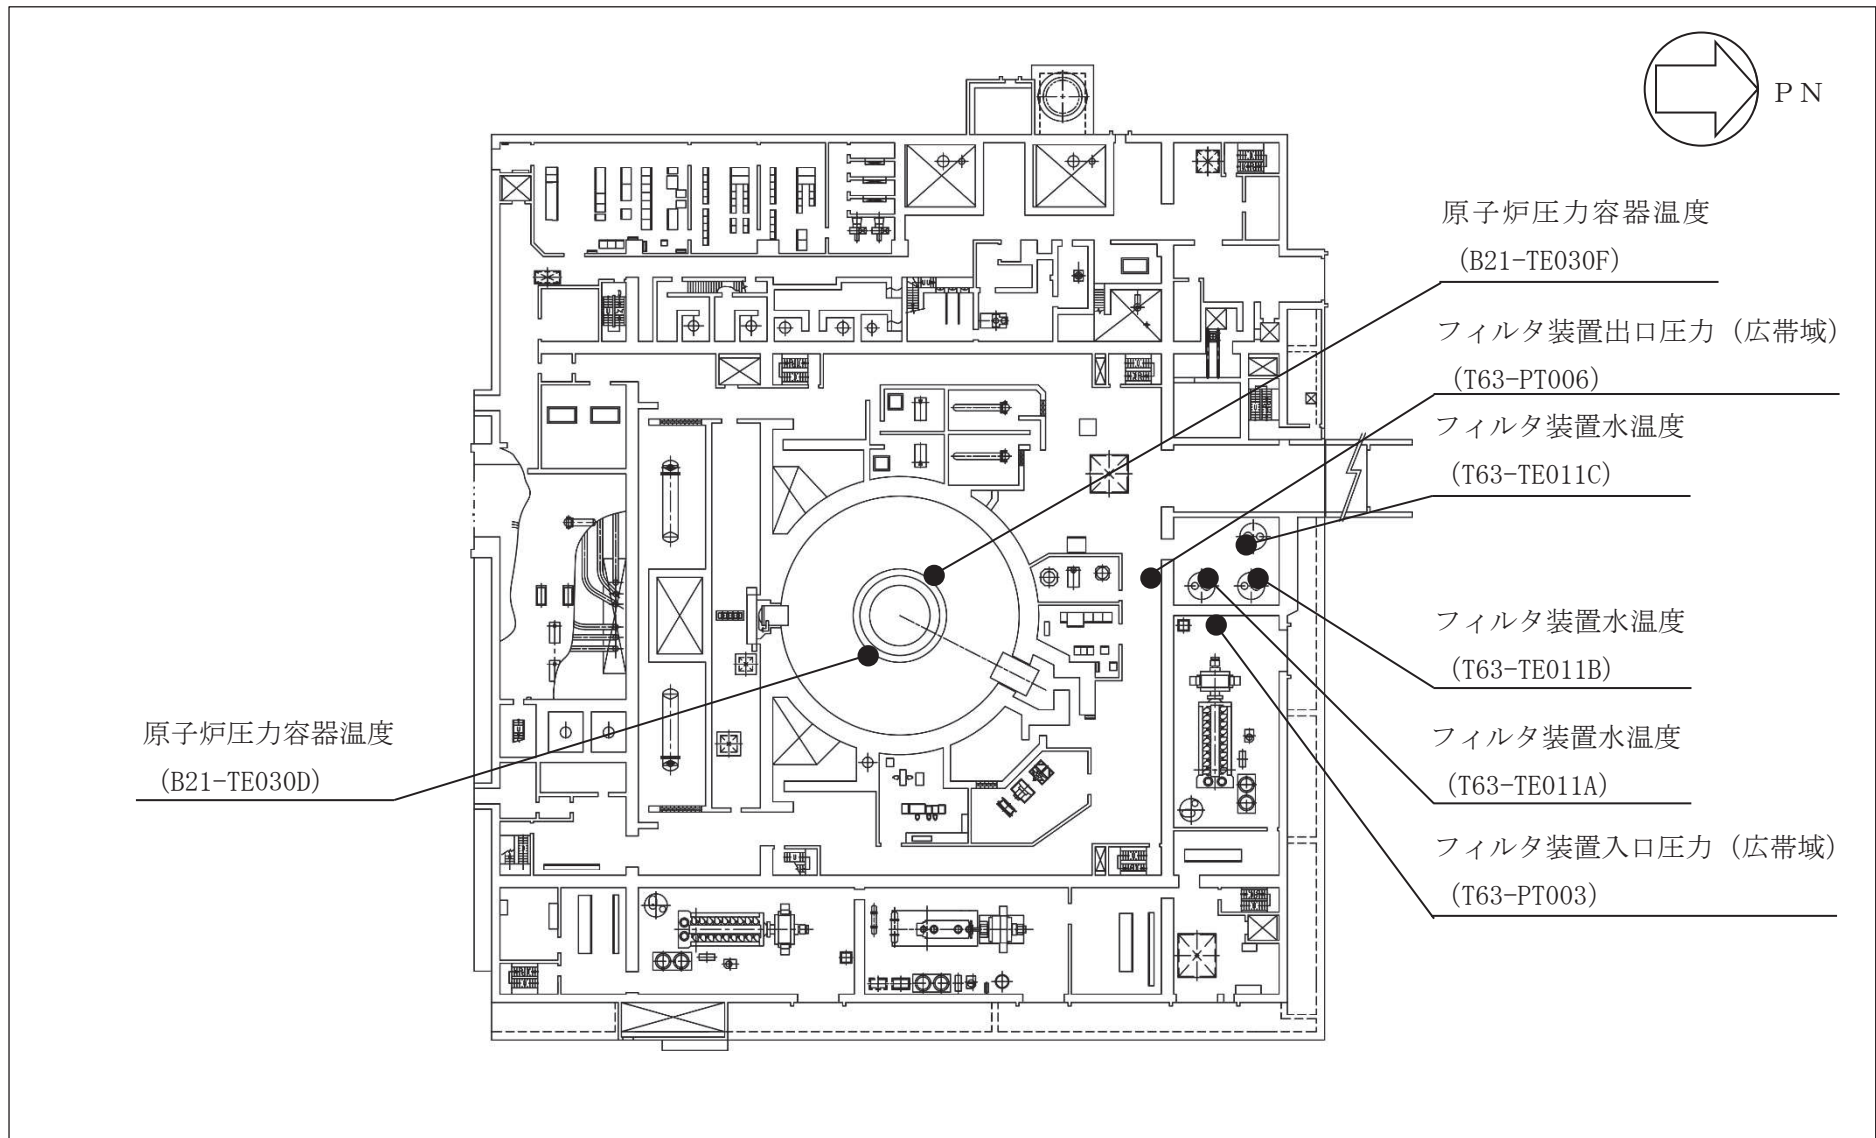 ＰＮ
原子炉圧力容器温度
(B21-TE030F)
フィルタ装置出口圧力（広帯域）
(T63-PT006)
フィルタ装置水温度
(T63-TE011C)
フィルタ装置水温度
(T63-TE011B)
原子炉圧力容器温度
(B21-TE030D)
フィルタ装置水温度
(T63-TE011A)
フィルタ装置入口圧力（広帯域）
(T63-PT003)